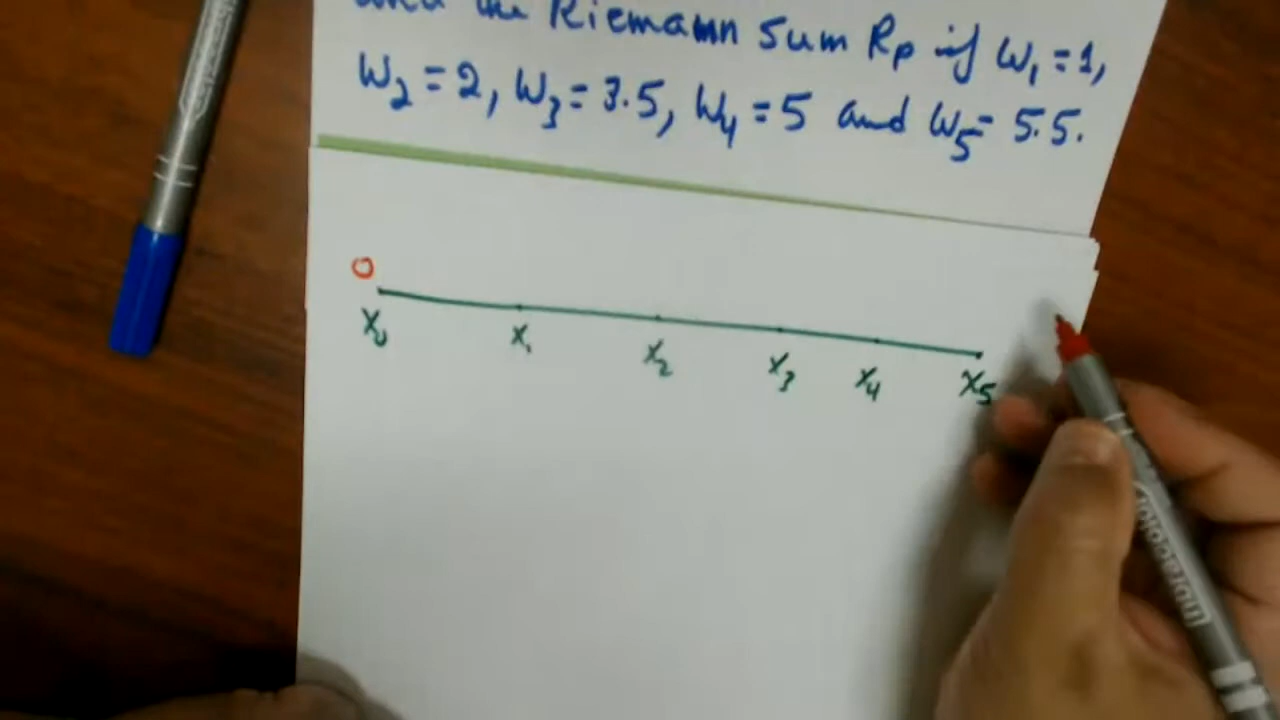 the Riemann Sum Rp if W₁ = 1,
W₂ = 2, W₃ = 3.5, W₄ = 5 and W₅ = 5.5.
0
x₀ x₁ x₂ x₃ x₄ x₅